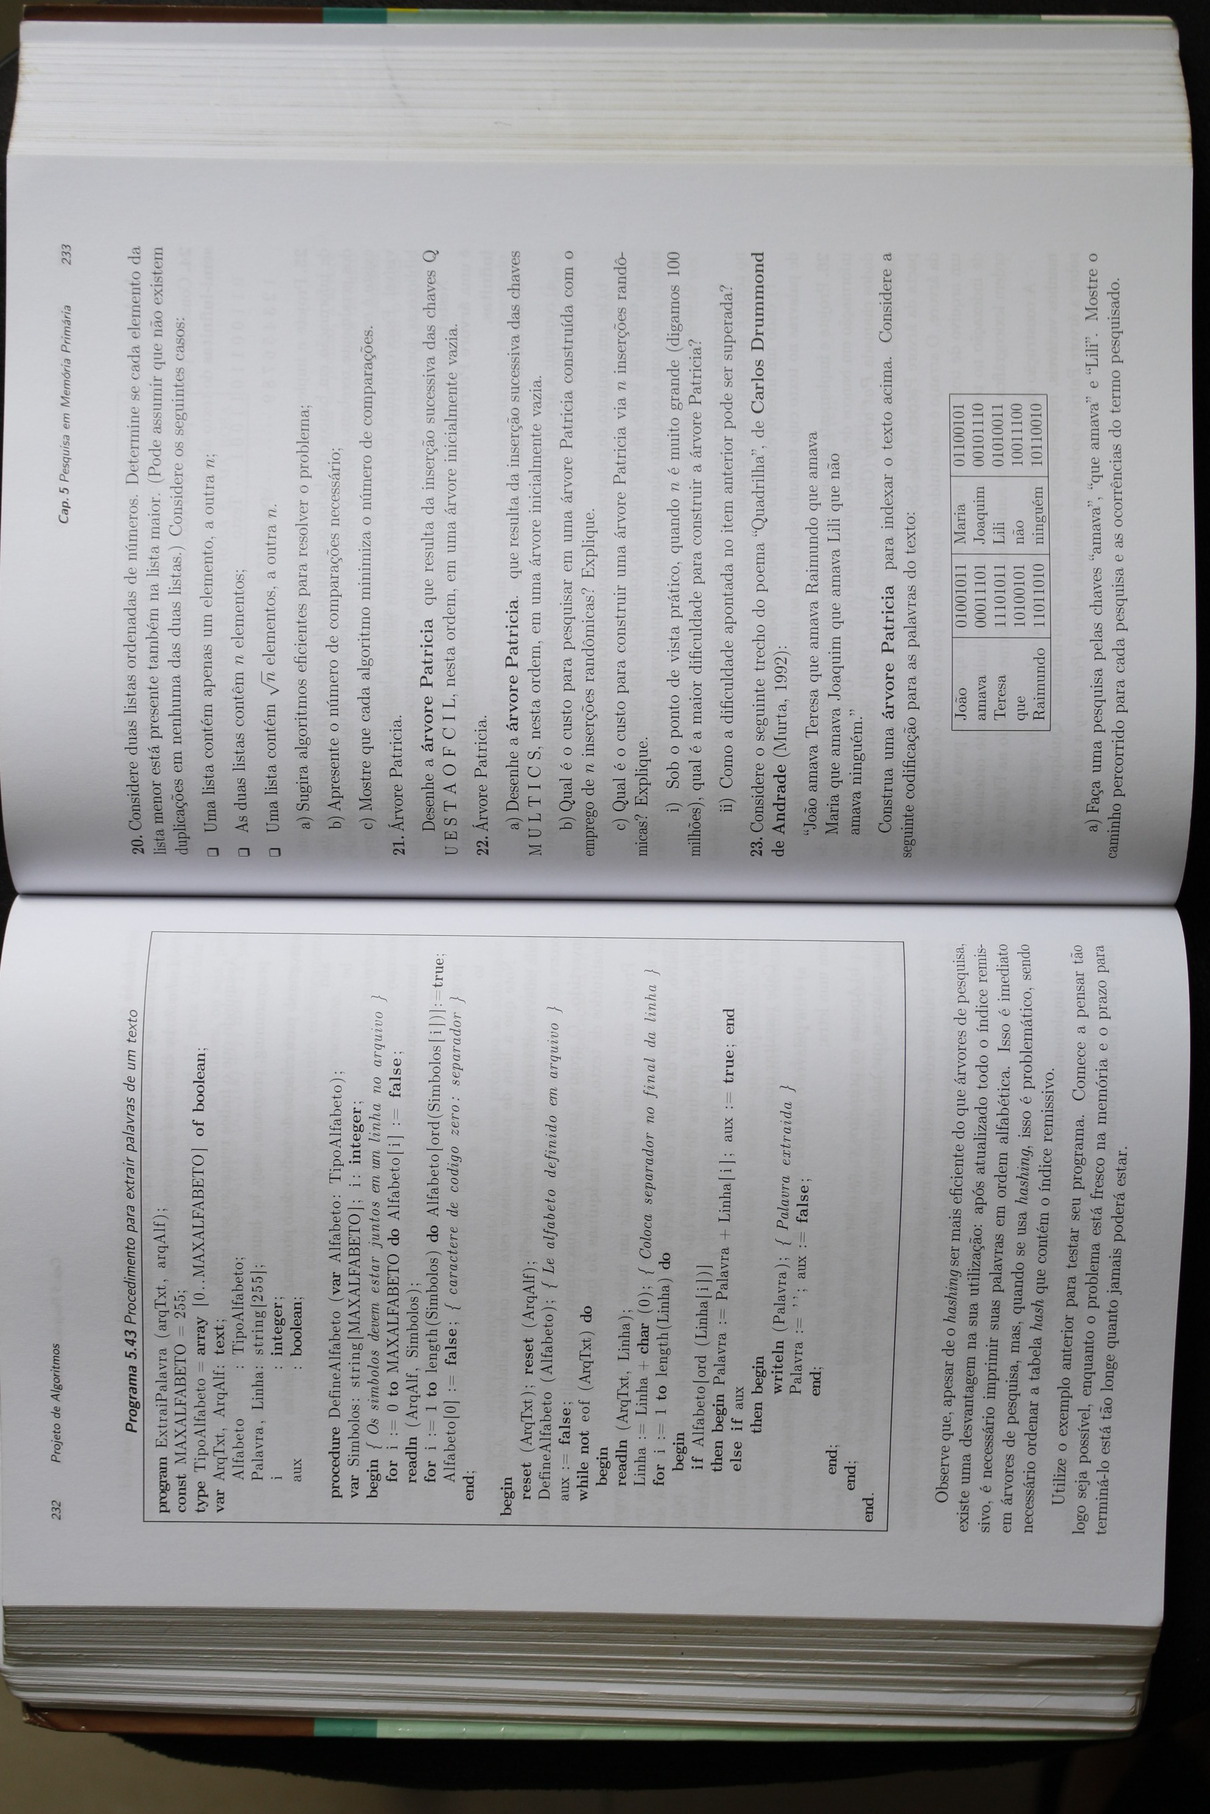 232 Projeto de Algoritmos
Programa 5.43 Procedimento para extrair palavras de um texto
program ExtraiPalavra (arqTxt, arqAlf);
const MAXALFABETO = 255;
type TipoAlfabeto = array [0..MAXALFABETO] of boolean;
var ArqTxt, ArqAlf: text;
Alfabeto : TipoAlfabeto;
Palavra, Linha: string[255];
i : integer;
aux : boolean;
procedure DefineAlfabeto (var Alfabeto: TipoAlfabeto);
var Simbolos: string[MAXALFABETO]; i: integer;
begin { Os simbolos devem estar juntos em um linha no arquivo }
for i := 0 to MAXALFABETO do Alfabeto[i] := false;
readln (ArqAlf, Simbolos);
for i := 1 to length(Simbolos) do Alfabeto[ord(Simbolos[i])]:=true;
Alfabeto[0] := false; { caractere de codigo zero: separador }
end;
begin
reset (ArqTxt); reset (ArqAlf);
DefineAlfabeto (Alfabeto); { Le alfabeto definido em arquivo }
aux := false;
while not eof (ArqTxt) do
begin
readln (ArqTxt, Linha);
Linha := Linha + char (0); { Coloca separador no final da linha }
for i := 1 to length(Linha) do
begin
if Alfabeto[ord (Linha[i])]
then begin Palavra := Palavra + Linha[i]; aux := true; end
else if aux
then begin
writeln (Palavra); { Palavra extraida }
Palavra := ''; aux := false;
end;
end;
end;
end.
Observe que, apesar de o hashing ser mais eficiente do que árvores de pesquisa,
existe uma desvantagem na sua utilização: após atualizado todo o índice remis-
sivo, é necessário imprimir suas palavras em ordem alfabética. Isso é imediato
em árvores de pesquisa, mas, quando se usa hashing, isso é problemático, sendo
necessário ordenar a tabela hash que contém o índice remissivo.
Utilize o exemplo anterior para testar seu programa. Comece a pensar tão
logo seja possível, enquanto o problema está fresco na memória e o prazo para
terminá-lo está tão longe quanto jamais poderá estar.
Cap. 5 Pesquisa em Memória Primária 233
20. Considere duas listas ordenadas de números. Determine se cada elemento da
lista menor está presente também na lista maior. (Pode assumir que não existem
duplicações em nenhuma das duas listas.) Considere os seguintes casos:
❑ Uma lista contém apenas um elemento, a outra n;
❑ As duas listas contêm n elementos;
❑ Uma lista contém √n elementos, a outra n.
a) Sugira algoritmos eficientes para resolver o problema;
b) Apresente o número de comparações necessário;
c) Mostre que cada algoritmo minimiza o número de comparações.
21. Árvore Patricia.
Desenhe a árvore Patricia que resulta da inserção sucessiva das chaves Q
U E S T A O F C I L, nesta ordem, em uma árvore inicialmente vazia.
22. Árvore Patricia.
a) Desenhe a árvore Patricia. que resulta da inserção sucessiva das chaves
M U L T I C S, nesta ordem, em uma árvore inicialmente vazia.
b) Qual é o custo para pesquisar em uma árvore Patricia construída com o
emprego de n inserções randômicas? Explique.
c) Qual é o custo para construir uma árvore Patricia via n inserções randô-
micas? Explique.
i) Sob o ponto de vista prático, quando n é muito grande (digamos 100
milhões), qual é a maior dificuldade para construir a árvore Patricia?
ii) Como a dificuldade apontada no item anterior pode ser superada?
23. Considere o seguinte trecho do poema “Quadrilha”, de Carlos Drummond
de Andrade (Murta, 1992):
“João amava Teresa que amava Raimundo que amava
Maria que amava Joaquim que amava Lili que não
amava ninguém.”
Construa uma árvore Patricia para indexar o texto acima. Considere a
seguinte codificação para as palavras do texto:
João 01001011 Maria 01100101
amava 00011101 Joaquim 00101110
Teresa 11101011 Lili 01010011
que 10100101 não 10011100
Raimundo 11011010 ninguém 10110010
a) Faça uma pesquisa pelas chaves “amava”, “que amava” e “Lili”. Mostre o
caminho percorrido para cada pesquisa e as ocorrências do termo pesquisado.